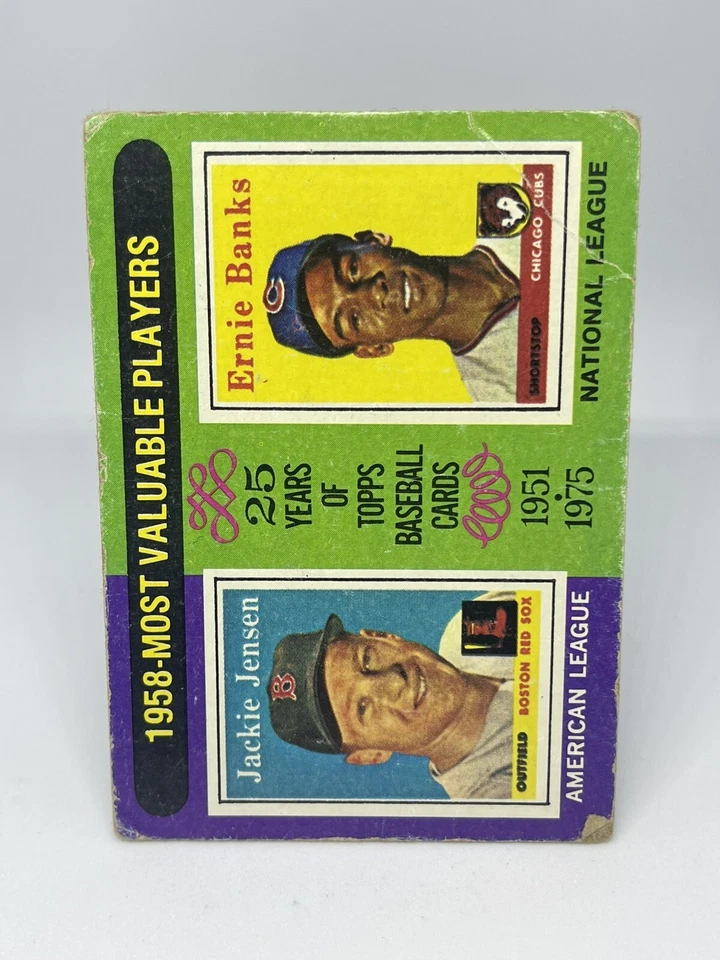 1958-MOST VALUABLE PLAYERS
Jackie Jensen
B
OUTFIELD BOSTON RED SOX
AMERICAN LEAGUE
25
YEARS
OF
TOPPS
BASEBALL
CARDS
1951
•
1975
Ernie Banks
C
SHORTSTOP CHICAGO CUBS
NATIONAL LEAGUE